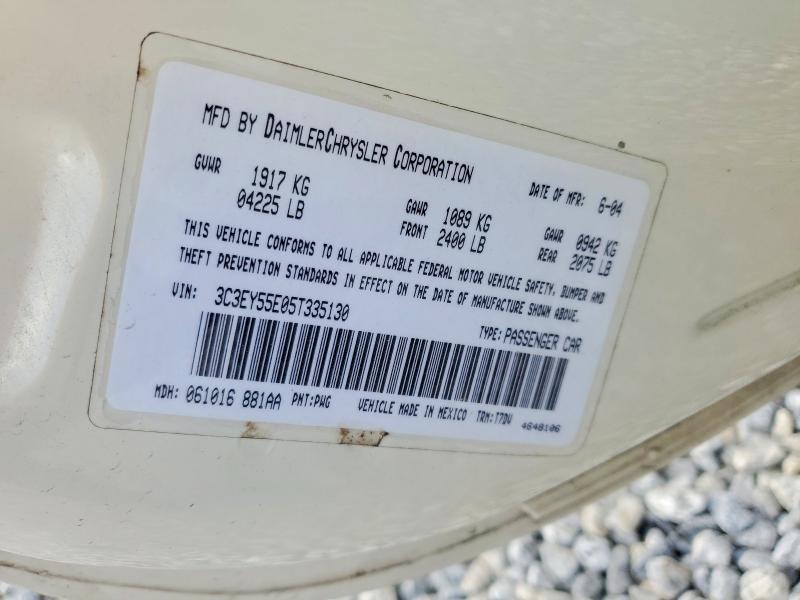 MFD BY DAIMLERCHRYSLER CORPORATION
DATE OF MFR: 6-04
GVWR 1917 KG 04225 LB
GAWR FRONT 1089 KG 2400 LB
GAWR REAR 0942 KG 2075 LB
THIS VEHICLE CONFORMS TO ALL APPLICABLE FEDERAL MOTOR VEHICLE SAFETY, BUMPER AND
THEFT PREVENTION STANDARDS IN EFFECT ON THE DATE OF MANUFACTURE SHOWN ABOVE.
VIN: 3C3EY55E05T335130
TYPE: PASSENGER CAR
MDH: 061016 881AA PNT: PWG VEHICLE MADE IN MEXICO TRM: T7DV
4648106